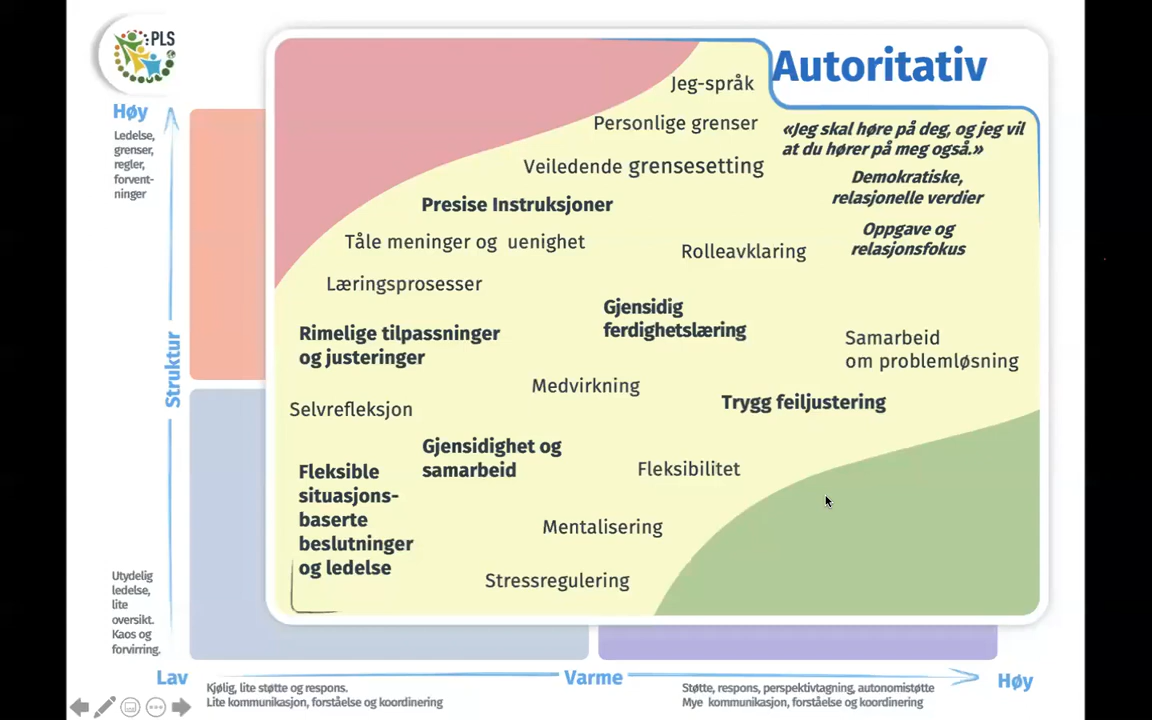 PLS
Høy
Ledelse,
grenser,
regler,
forvent-
ninger
Struktur
Utydelig
ledelse,
lite
oversikt.
Kaos og
forvirring.
Autoritativ
«Jeg skal høre på deg, og jeg vil
at du hører på meg også.»
Demokratiske,
relasjonelle verdier
Oppgave og
relasjonsfokus
Jeg-språk
Personlige grenser
Veiledende grensesetting
Presise Instruksjoner
Tåle meninger og uenighet
Rolleavklaring
Læringsprosesser
Gjensidig
ferdighetslæring
Rimelige tilpassninger
og justeringer
Samarbeid
om problemløsning
Medvirkning
Trygg feiljustering
Selvrefleksjon
Gjensidighet og
samarbeid
Fleksibilitet
Fleksible
situasjons-
baserte
beslutninger
og ledelse
Mentalisering
Stressregulering
Lav
Varme
Høy
Kjølig, lite støtte og respons.
Lite kommunikasjon, forståelse og koordinering
Støtte, respons, perspektivtagning, autonomistøtte
Mye kommunikasjon, forståelse og koordinering